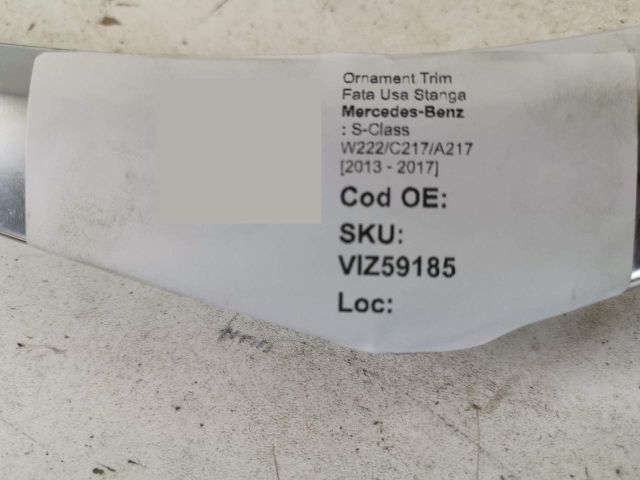 Ornament Trim
Fata Usa Stanga
Mercedes-Benz
: S-Class
W222/C217/A217
[2013 - 2017]
Cod OE:
SKU:
VIZ59185
Loc: